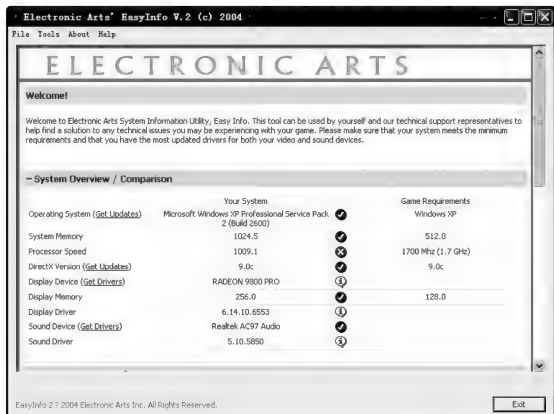 Electronic Arts' EasyInfo V.2 (c) 2004
File Tools About Help
ELECTRONIC ARTS
Welcome!
Welcome to Electronic Arts System Information Utility, Easy Info. This tool can be used by yourself and our technical support representatives to
help find a solution to any technical issues you may be experiencing with your game. Please make sure that your system meets the minimum
requirements and that you have the most updated drivers for both your video and sound devices.
– System Overview / Comparison
Your System Game Requirements
Operating System (Get Updates) Microsoft Windows XP Professional Service Pack 2 (Build 2600) Windows XP
System Memory 1024.5 512.0
Processor Speed 1009.1 1700 Mhz (1.7 GHz)
DirectX Version (Get Updates) 9.0c 9.0c
Display Device (Get Drivers) RADEON 9800 PRO
Display Memory 256.0 128.0
Display Driver 6.14.10.6553
Sound Device (Get Drivers) Realtek AC97 Audio
Sound Driver 5.10.5850
EasyInfo 2 ? 2004 Electronic Arts Inc. All Rights Reserved.
Exit